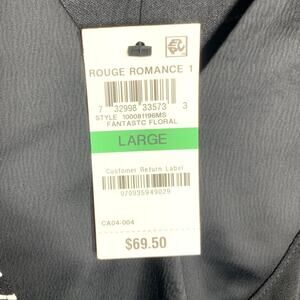 ROUGE ROMANCE 1
7 32998 33573 3
STYLE 100081196MS
FANTASTC FLORAL
LARGE
Customer Return Label
070935949029
CA04-004
$69.50